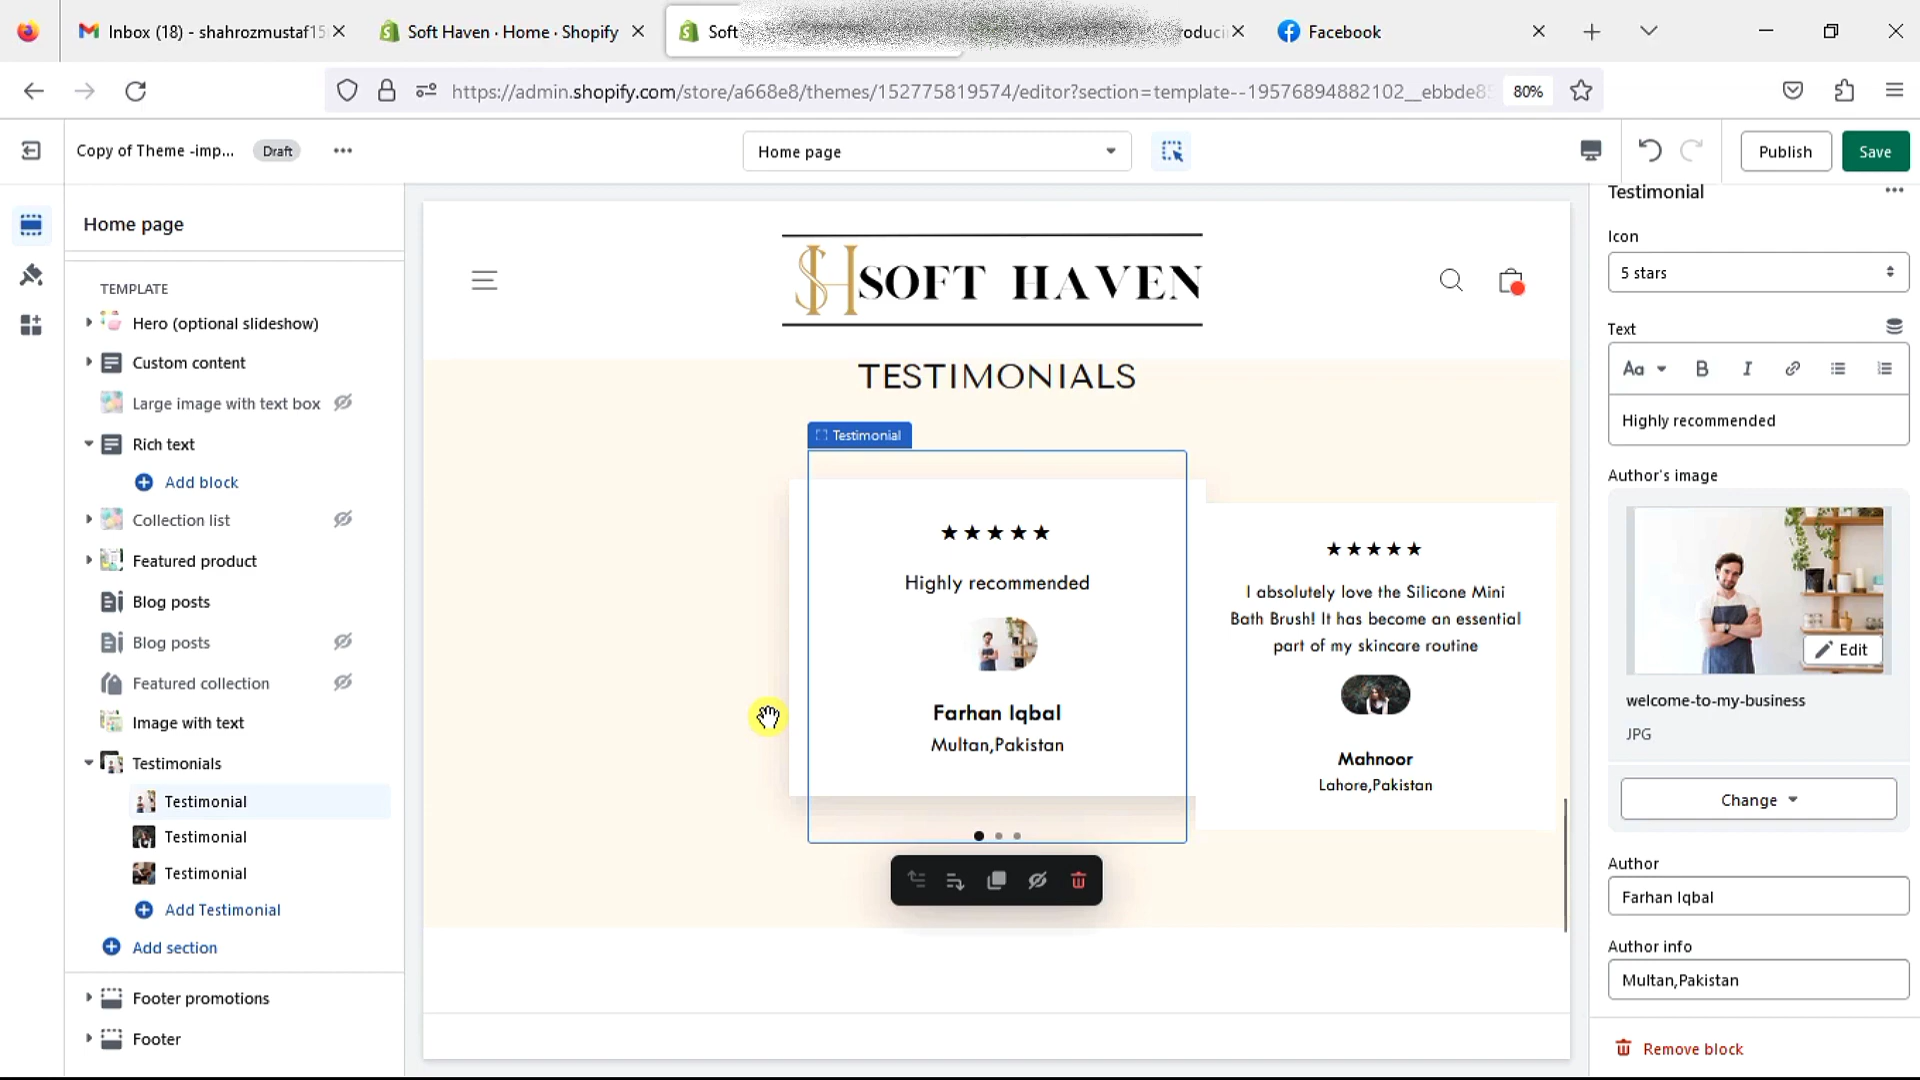 Inbox (18) - shahrozmustaf15
Soft Haven · Home · Shopify
Soft
roduci
Facebook
https://admin.shopify.com/store/a668e8/themes/152775819574/editor?section=template--19576894882102__ebbde8
80%
Copy of Theme -imp...
Draft
Home page
Publish
Save
Home page
TEMPLATE
Hero (optional slideshow)
Custom content
Large image with text box
Rich text
Add block
Collection list
Featured product
Blog posts
Blog posts
Featured collection
Image with text
Testimonials
Testimonial
Testimonial
Testimonial
Add Testimonial
Add section
Footer promotions
Footer
SH SOFT HAVEN
TESTIMONIALS
Testimonial
Highly recommended
Farhan Iqbal
Multan,Pakistan
I absolutely love the Silicone Mini
Bath Brush! It has become an essential
part of my skincare routine
Mahnoor
Lahore,Pakistan
Testimonial
Icon
5 stars
Text
Aa
B
I
Highly recommended
Author's image
Edit
welcome-to-my-business
JPG
Change
Author
Farhan Iqbal
Author info
Multan,Pakistan
Remove block